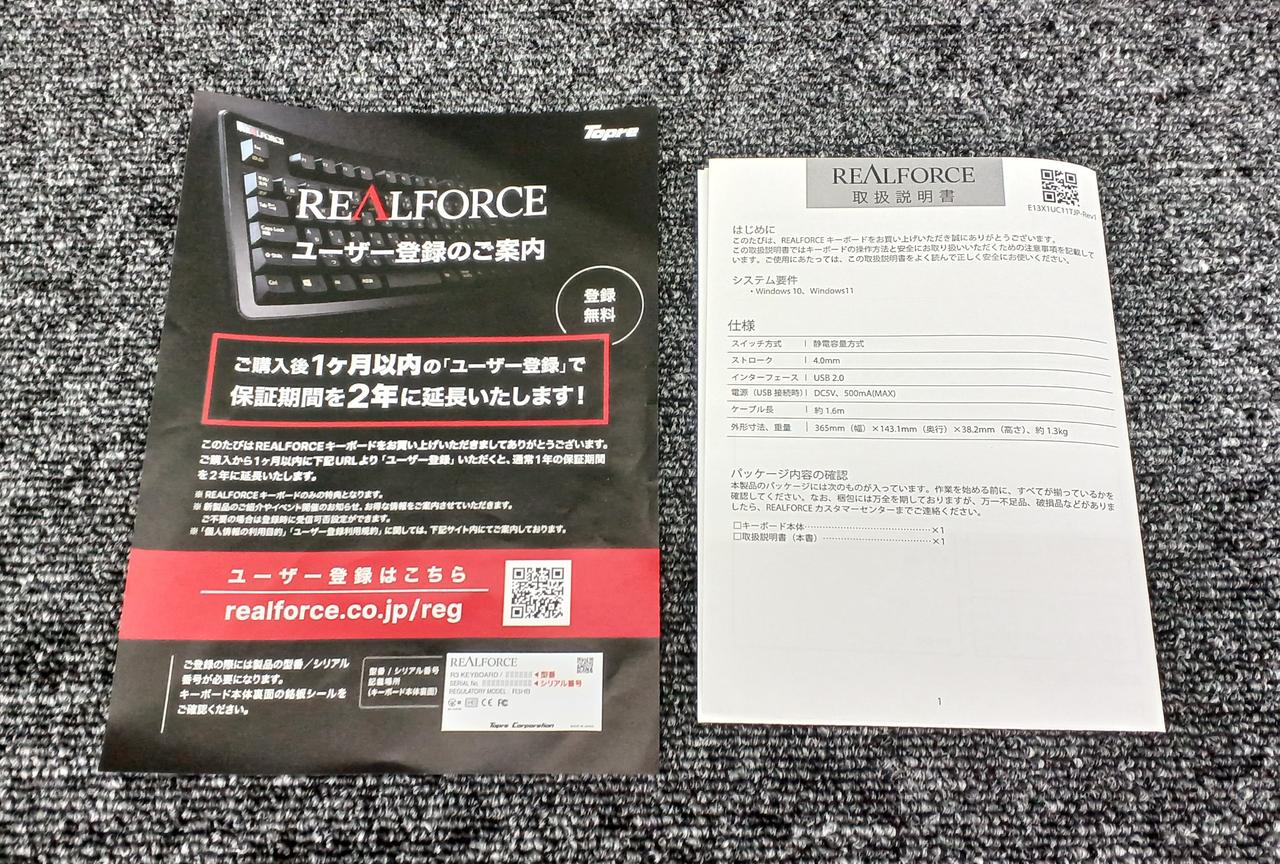 Topre
REALFORCE
REALFORCE
ユーザー登録のご案内
登録
無料
ご購入後1ヶ月以内の「ユーザー登録」で
保証期間を2年に延長いたします!
このたびはREALFORCEキーボードをお買い上げいただきましてありがとうございます。
ご購入から1ヶ月以内に下記URLより「ユーザー登録」いただくと、通常1年の保証期間
を2年に延長いたします。
※ REALFORCEキーボードのみの特典となります。
※ 新製品のご紹介やイベント開催のお知らせ、お得な情報をご案内させていただきます。
ご不要の場合は登録時に受信可否設定ができます。
※「個人情報の利用目的」「ユーザー登録利用規約」に関しては、下記サイト内にてご案内しております。
ユーザー登録はこちら
realforce.co.jp/reg
ご登録の際には製品の型番/シリアル
番号が必要になります。
キーボード本体裏面の銘板シールを
ご確認ください。
型番/シリアル番号
記載場所
(キーボード本体裏面)
REALFORCE
R3 KEYBOARD / 型番
SERIAL No. シリアル番号
REGULATORY MODEL:
Topre Corporation
REALFORCE
取扱説明書
E13X1UC11TJP-Rev1
はじめに
このたびは、REALFORCE キーボードをお買い上げいただき誠にありがとうございます。
この取扱説明書ではキーボードの操作方法と安全にお取り扱いいただくための注意事項を記載して
います。ご使用にあたっては、この取扱説明書をよく読んで正しく安全にお使いください。
システム要件
・Windows 10、Windows11
仕様
スイッチ方式 静電容量方式
ストローク 4.0mm
インターフェース USB 2.0
電源(USB 接続時) DC5V、500mA(MAX)
ケーブル長 約 1.6m
外形寸法、重量 365mm(幅)×143.1mm(奥行)×38.2mm(高さ)、約 1.3kg
パッケージ内容の確認
本製品のパッケージには次のものが入っています。作業を始める前に、すべてが揃っているかを
確認してください。なお、梱包には万全を期しておりますが、万一不足品、破損品などがありま
したら、REALFORCE カスタマーセンターまでご連絡ください。
□キーボード本体……………………………×1
□取扱説明書(本書)………………………×1
1